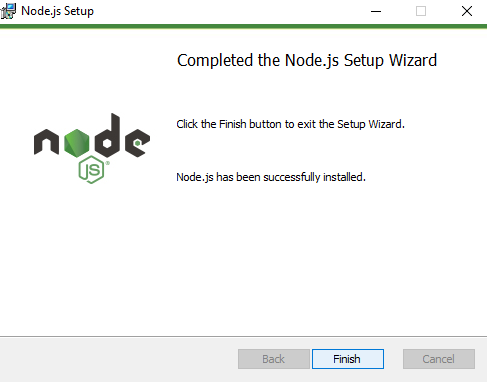 Node.js Setup
Completed the Node.js Setup Wizard
Click the Finish button to exit the Setup Wizard.
node
JS
Node.js has been successfully installed.
Back
Finish
Cancel